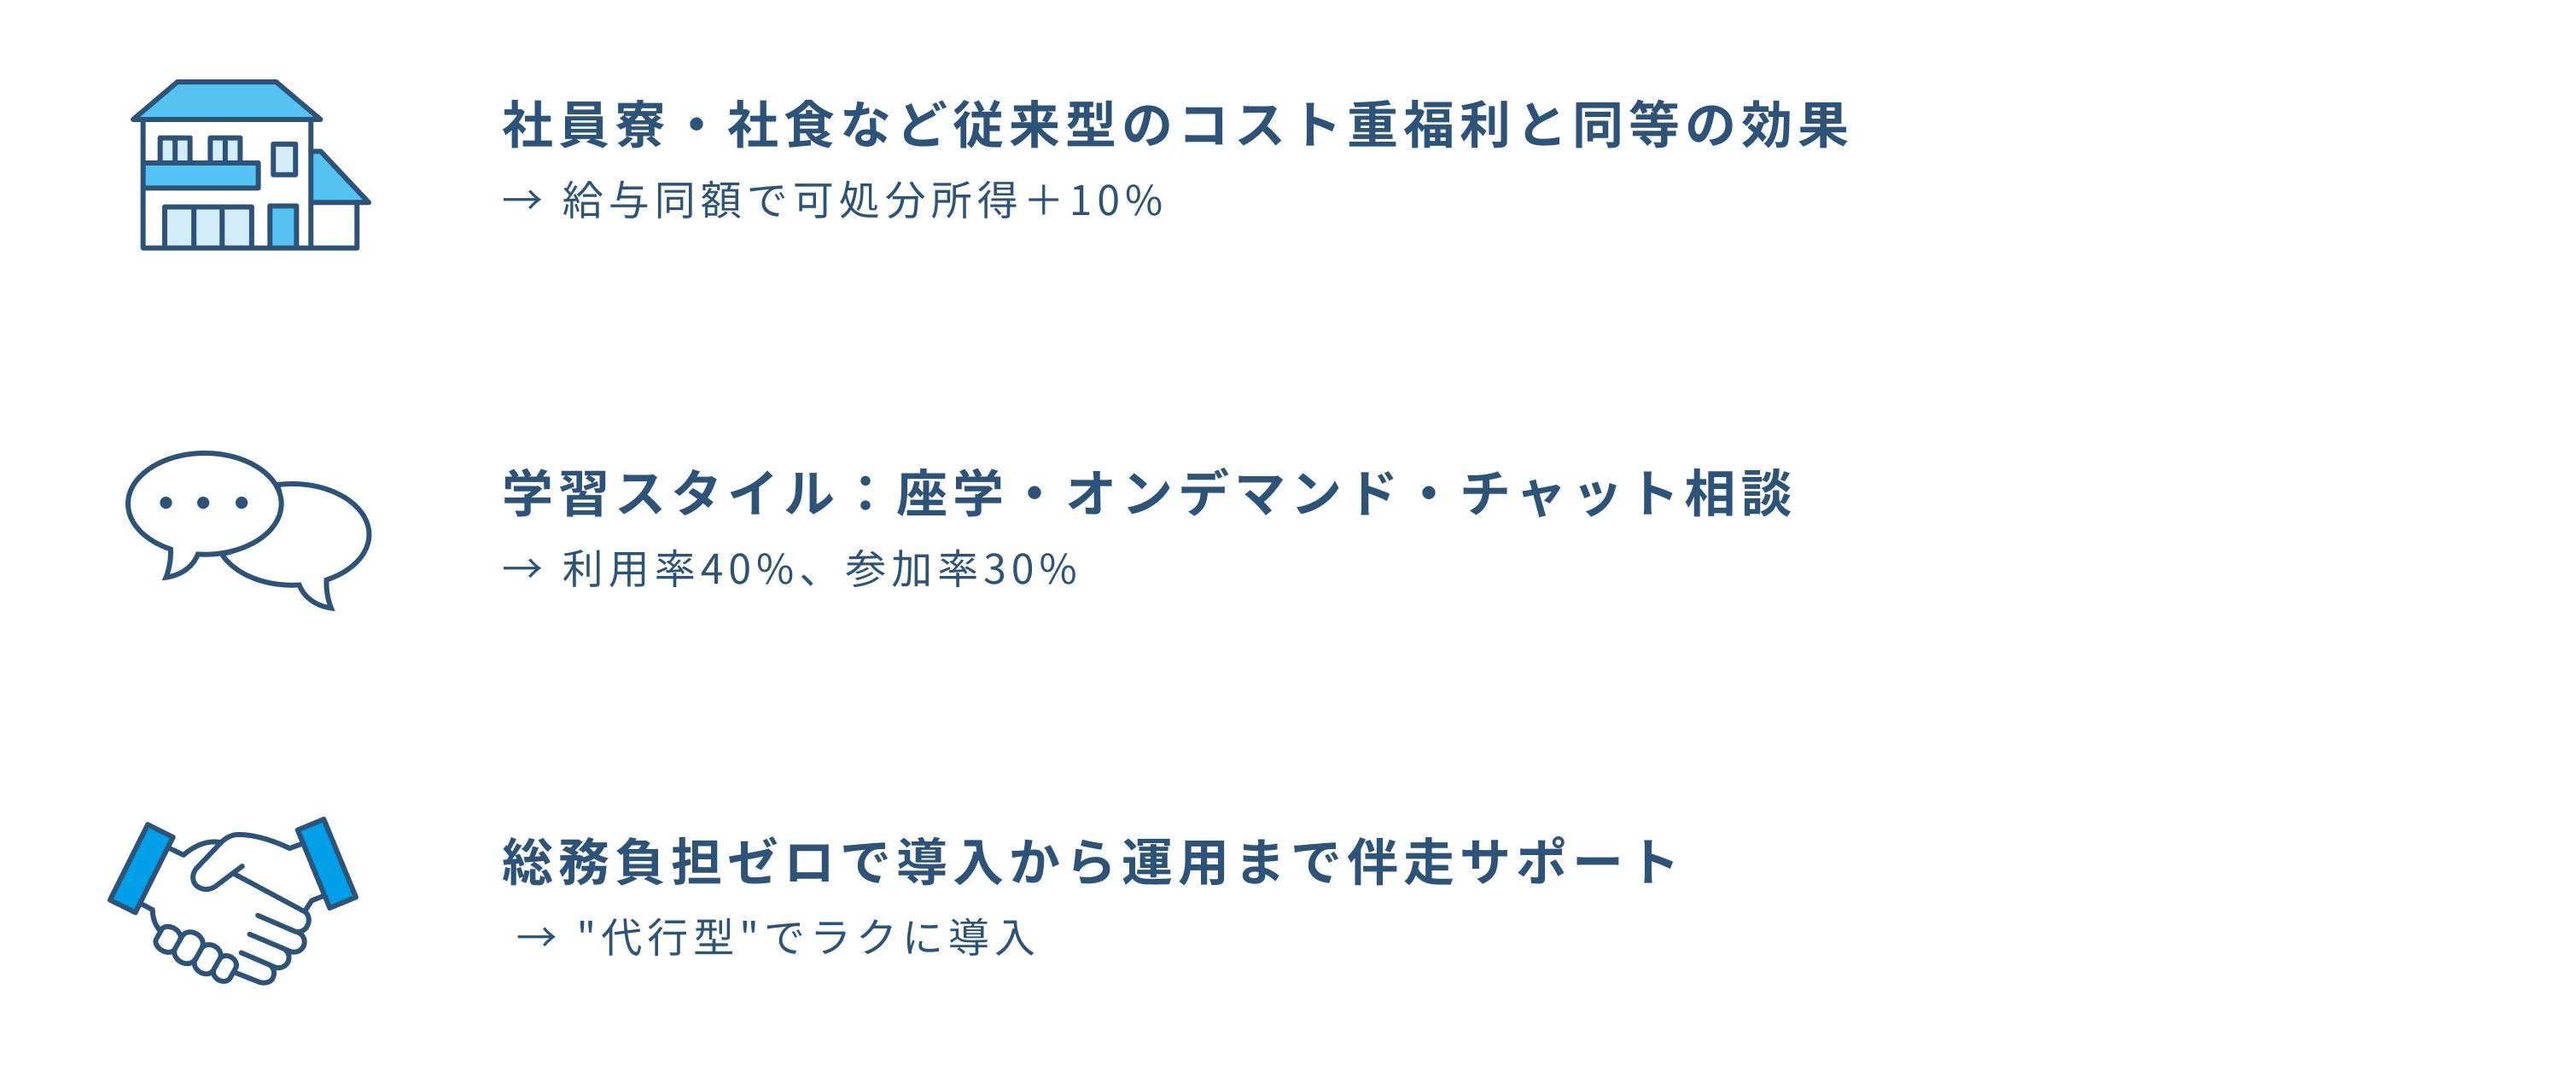 社員寮・社食など従来型のコスト重福利と同等の効果
→ 給与同額で可処分所得＋10%
学習スタイル：座学・オンデマンド・チャット相談
→ 利用率40%、参加率30%
総務負担ゼロで導入から運用まで伴走サポート
→ "代行型"でラクに導入